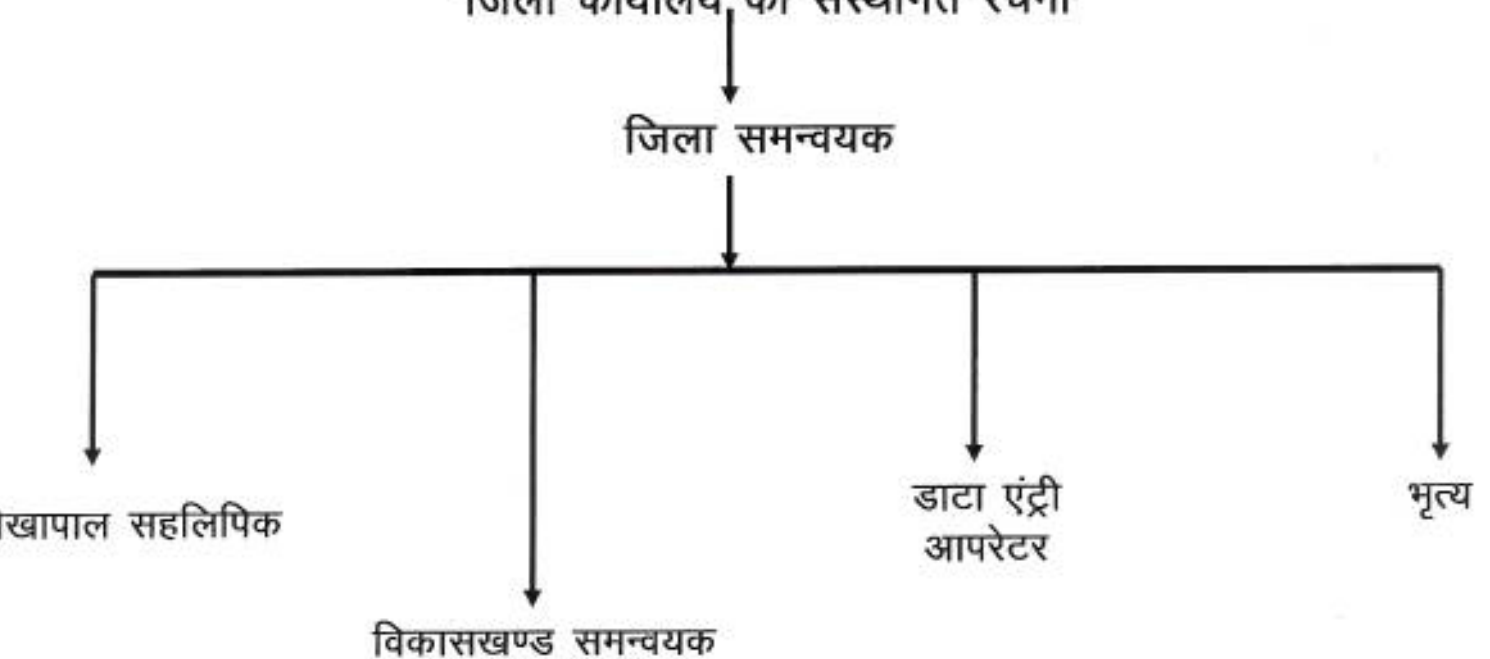 जिला समन्वयक
सहलिपिक
डाटा एंट्री
आपरेटर
भृत्य
विकासखण्ड समन्वयक